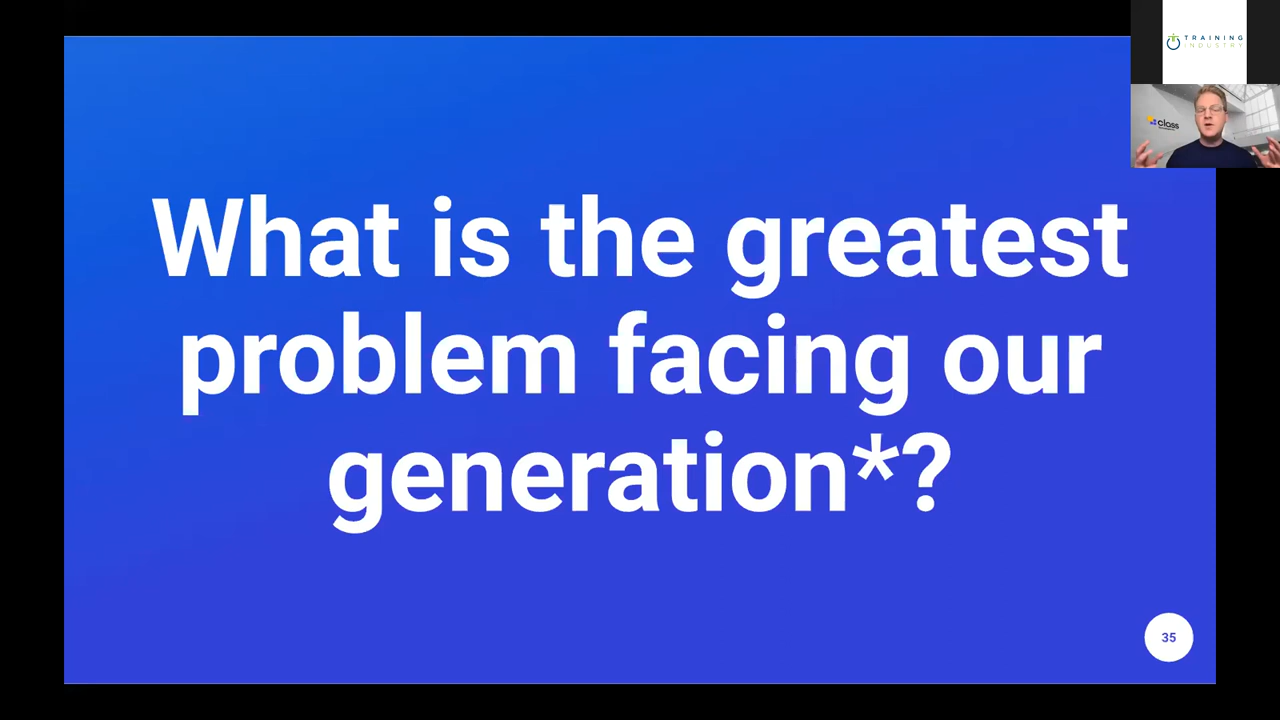 TRAINING
INDUSTRY
class
What is the greatest
problem facing our
generation*?
35